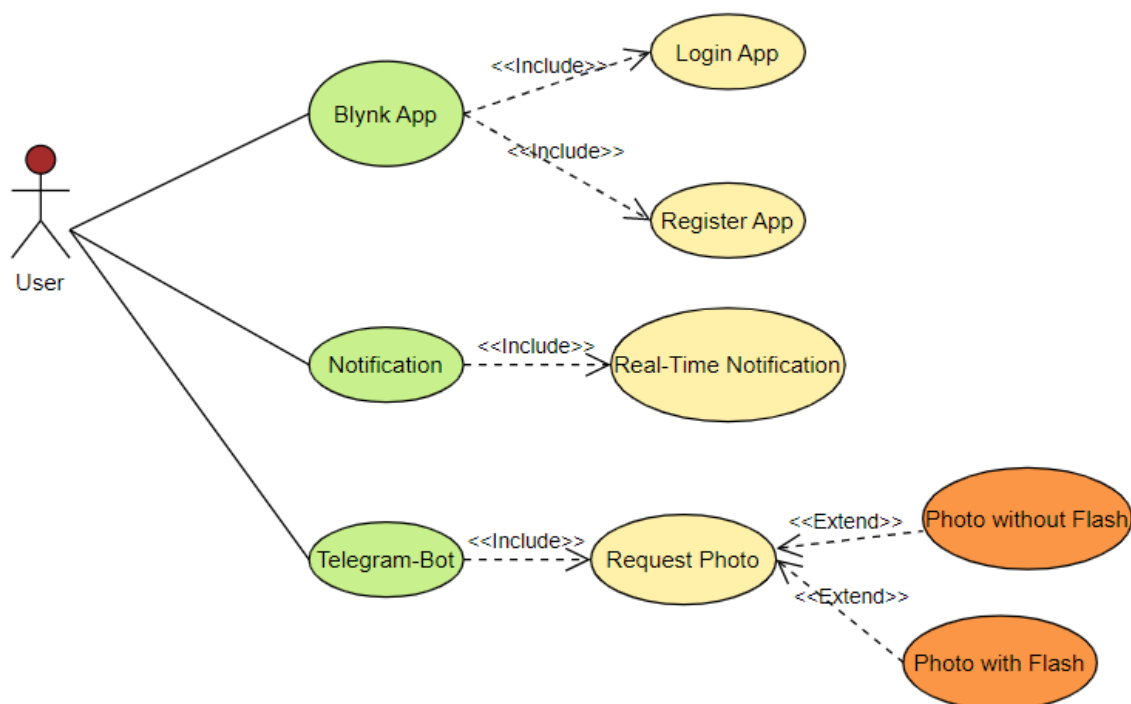 Login App
<<Include>>
Blynk App
<<Include>>
Register App
User
<<Include>>
Notification
Real-Time Notification
<<Extend>>
Photo without Flash
<<Include>>
Telegram-Bot
Request Photo
<<Extend>>
Photo with Flash